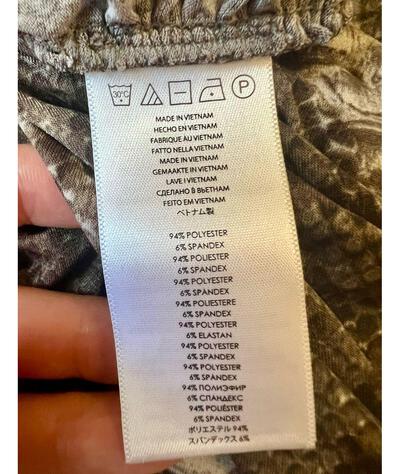 30°C P
MADE IN VIETNAM
HECHO EN VIETNAM
FABRIQUE AU VIETNAM
FATTO NELLA VIETNAM
MADE IN VIETNAM
GEMAAKTE IN VIETNAM
LAVE I VIETNAM
СДЕЛАНО В ВЬЕТНАМ
FEITO EM VIETNAM
ベトナム製
94% POLYESTER
6% SPANDEX
94% POLIESTER
6% SPANDEX
94% POLYESTER
6% SPANDEX
94% POLIESTERE
6% SPANDEX
94% POLYESTER
6% ELASTAN
94% POLYESTER
6% SPANDEX
94% POLYESTER
6% SPANDEX
94% ПОЛИЭФИР
6% СПАНДЕКС
94% POLIÉSTER
6% SPANDEX
ポリエステル 94%
スパンデックス 6%